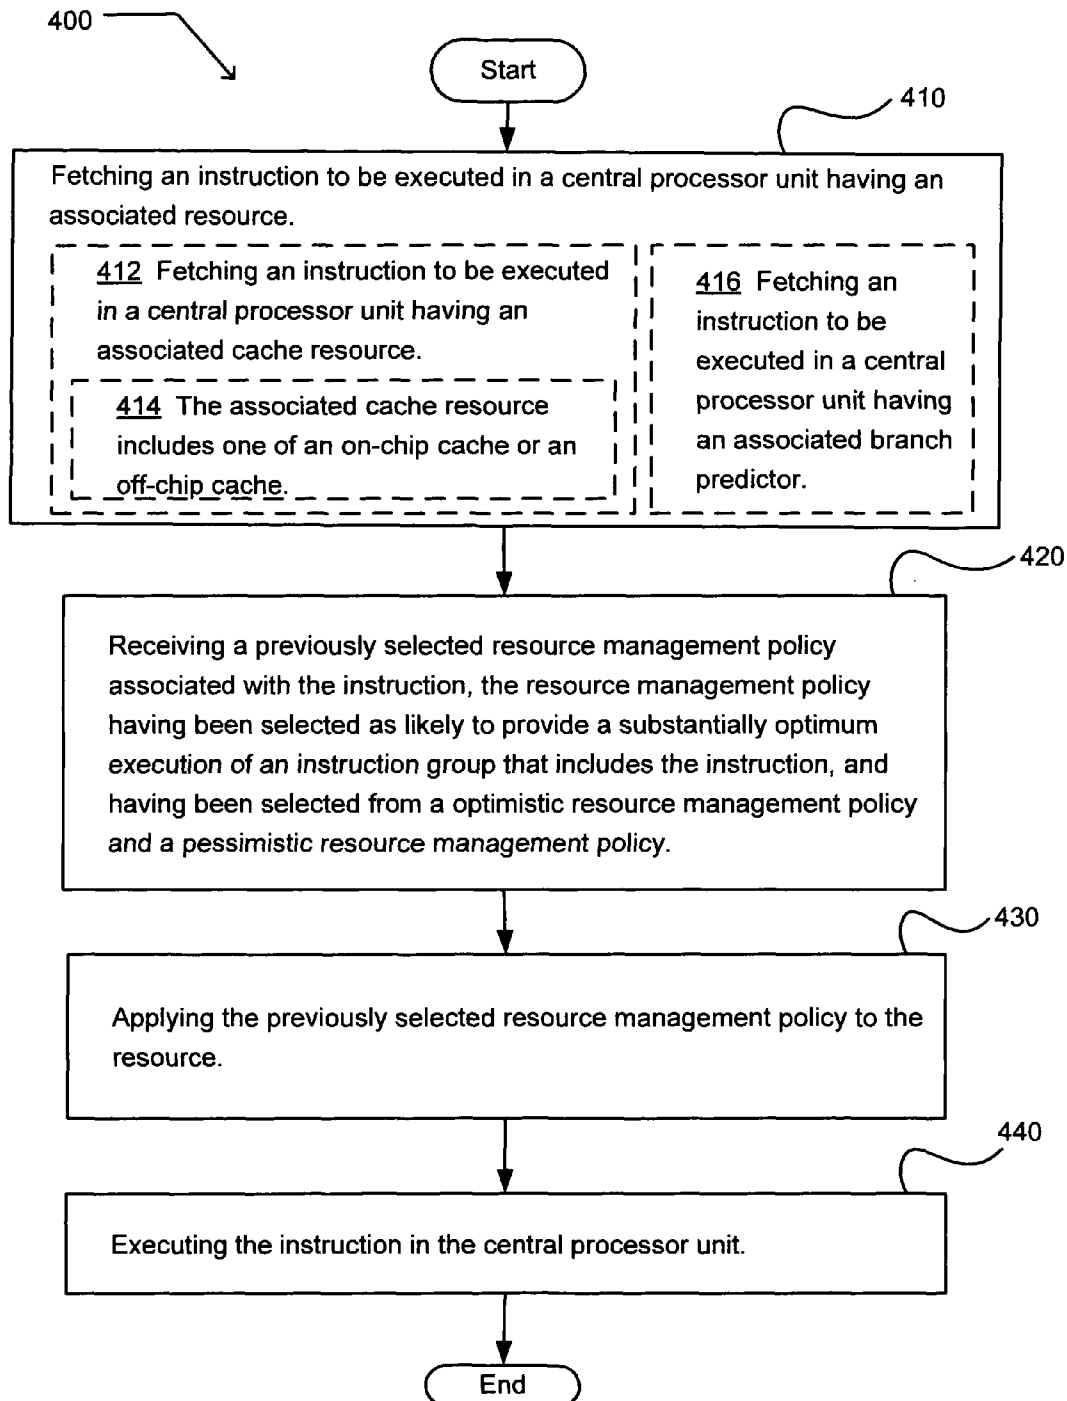 400
Start
410
Fetching an instruction to be executed in a central processor unit having an
associated resource.
412 Fetching an instruction to be executed
in a central processor unit having an
associated cache resource.
414 The associated cache resource
includes one of an on-chip cache or an
off-chip cache.
416 Fetching an
instruction to be
executed in a central
processor unit having
an associated branch
predictor.
420
Receiving a previously selected resource management policy
associated with the instruction, the resource management policy
having been selected as likely to provide a substantially optimum
execution of an instruction group that includes the instruction, and
having been selected from a optimistic resource management policy
and a pessimistic resource management policy.
430
Applying the previously selected resource management policy to the
resource.
440
Executing the instruction in the central processor unit.
End